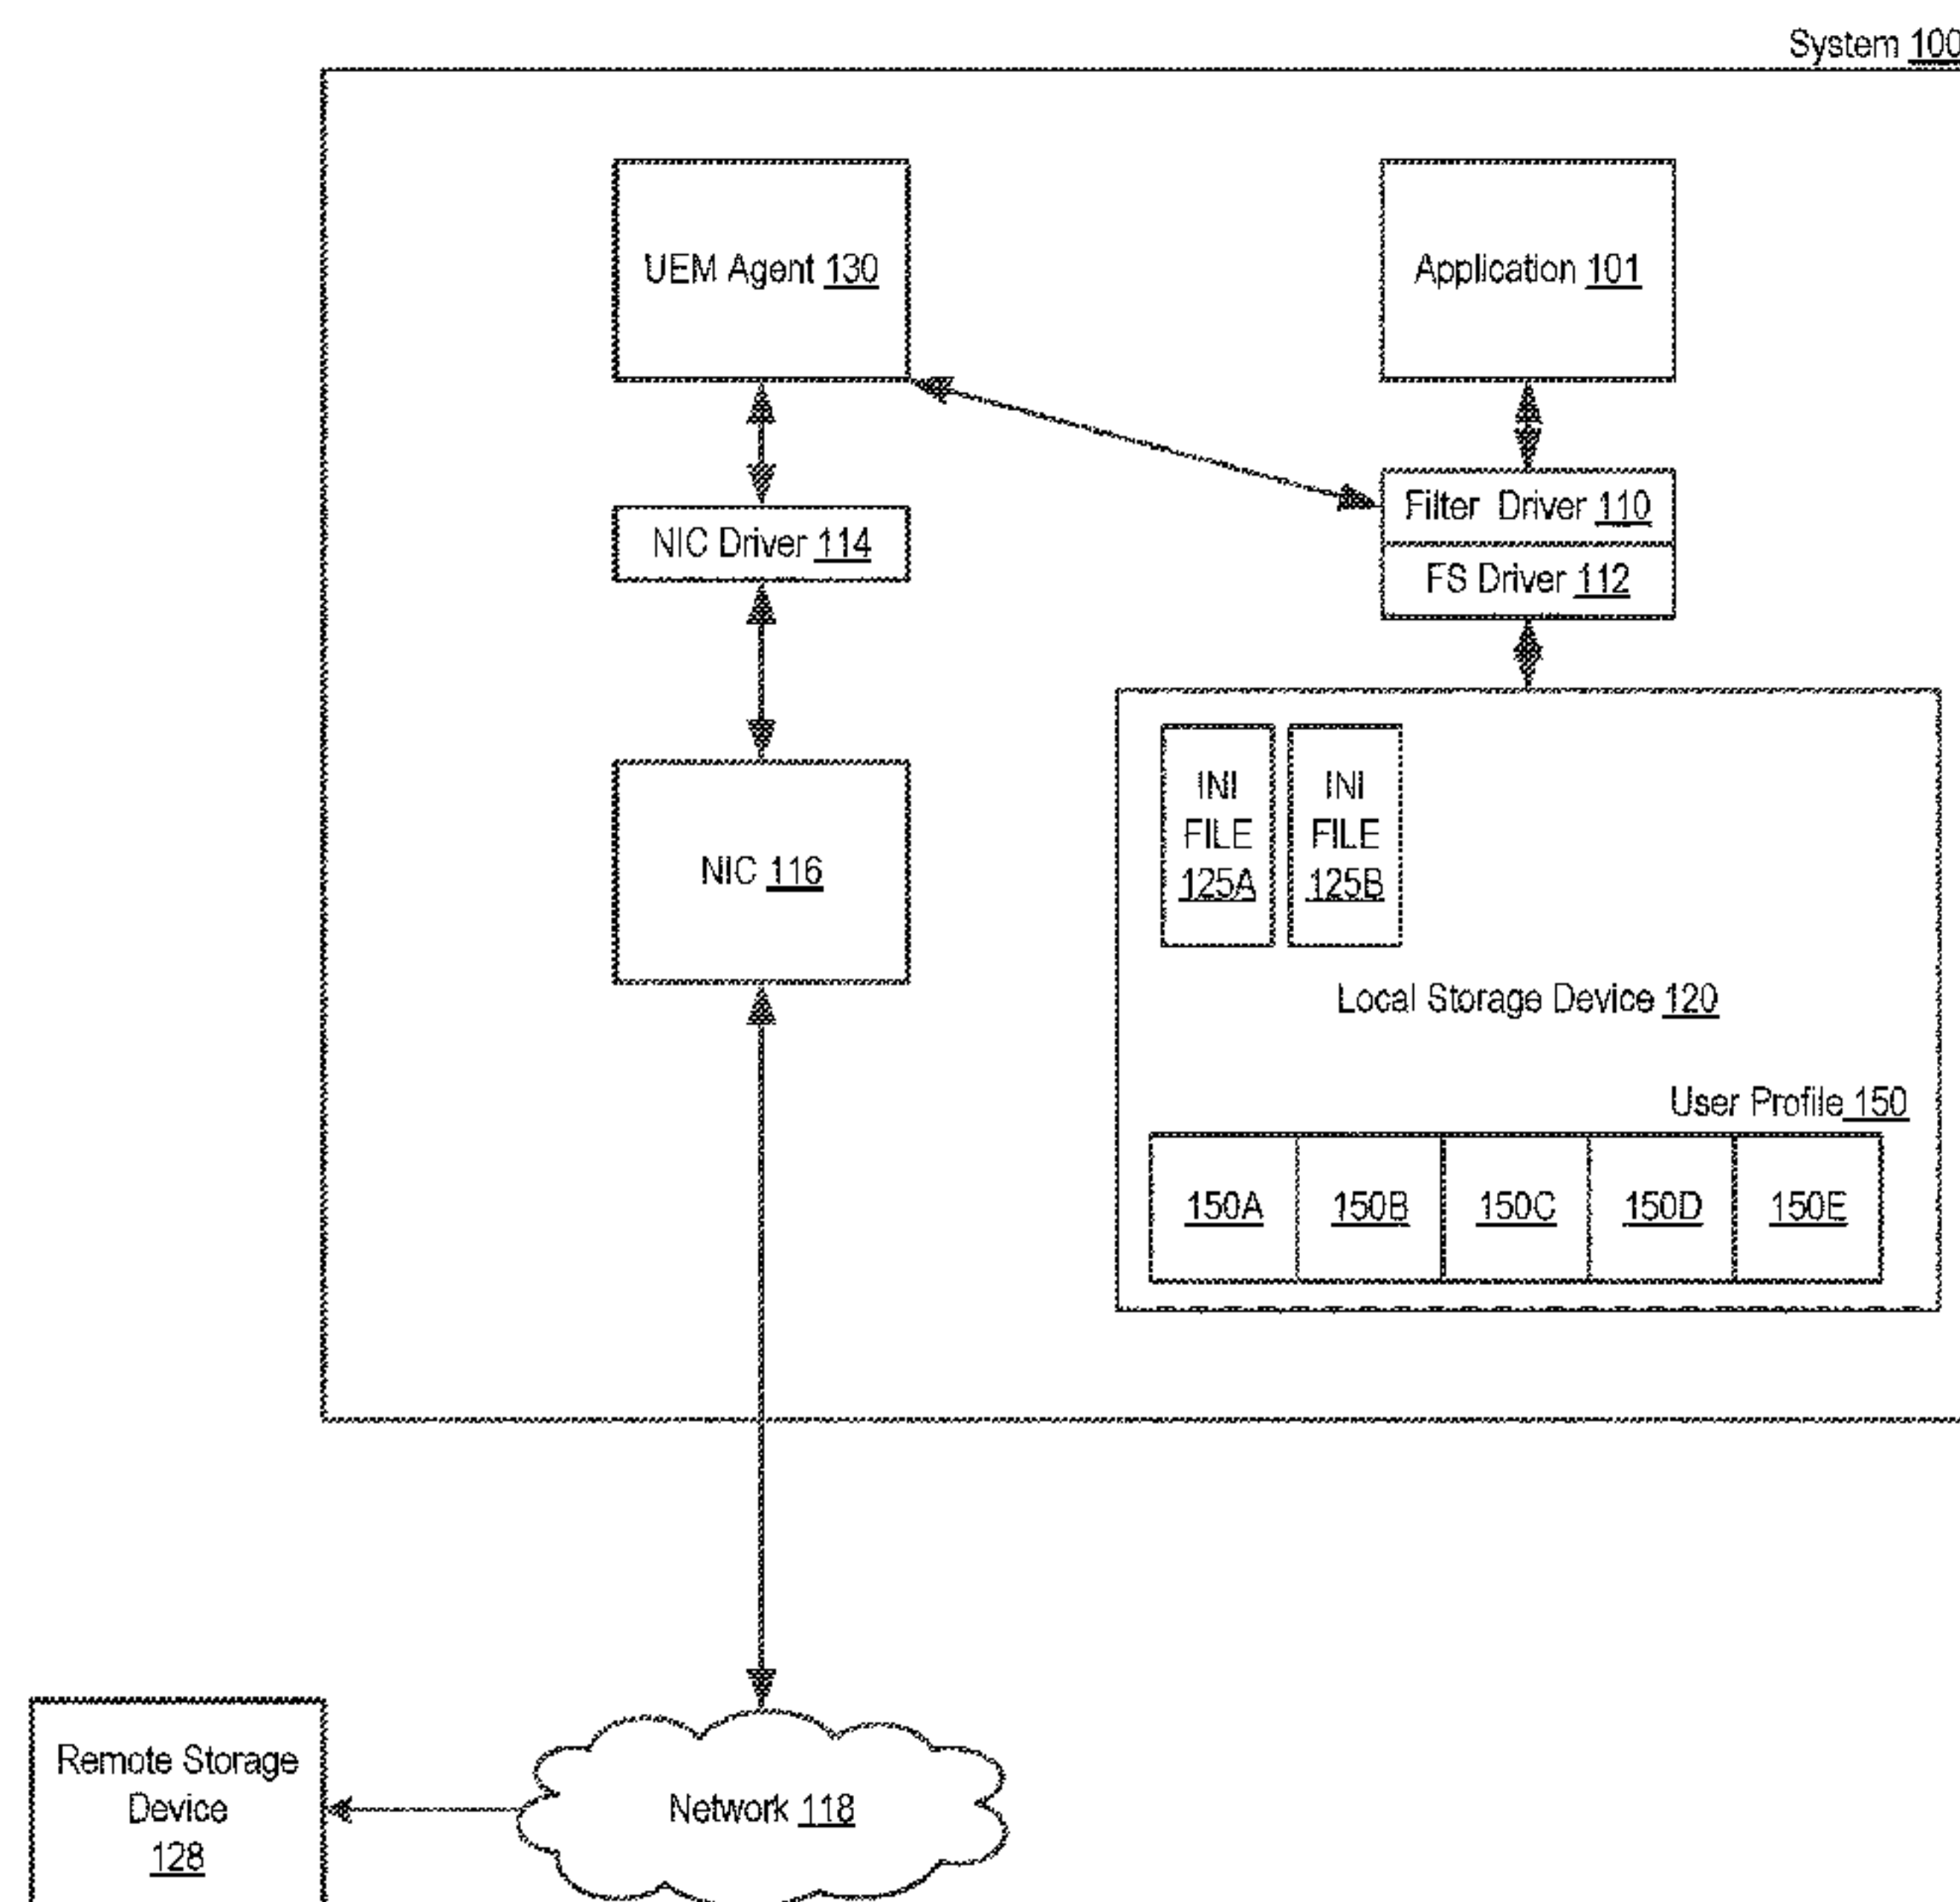 System 100
UEM Agent 130
Application 101
Filter Driver 110
NIC Driver 114
FS Driver 112
INI
FILE
125A
INI
FILE
125B
NIC 116
Local Storage Device 120
User Profile 150
150A
150B
150C
150D
150E
Remote Storage
Device
128
Network 118